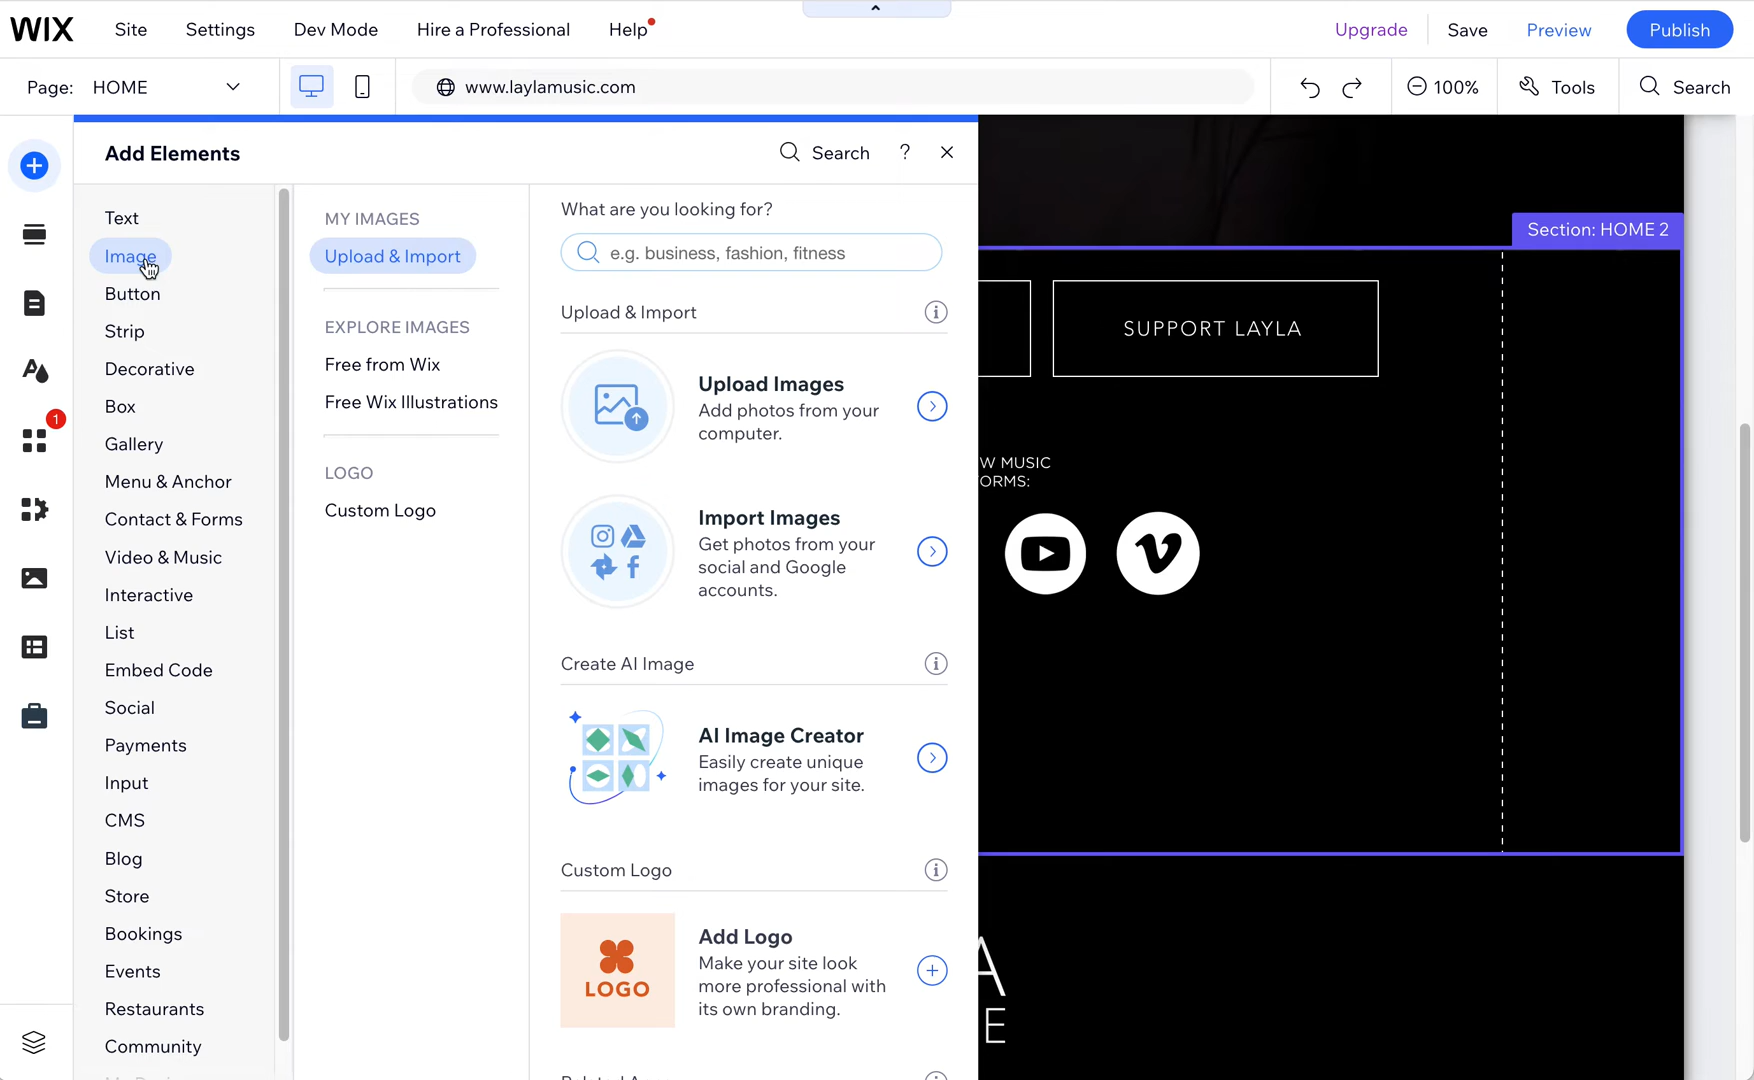 WIX Site Settings Dev Mode Hire a Professional Help Upgrade Save Preview Publish
Page: HOME www.laylamusic.com 100% Tools Search
Add Elements Search ? ×
Text
Image
Button
Strip
Decorative
Box
Gallery
Menu & Anchor
Contact & Forms
Video & Music
Interactive
List
Embed Code
Social
Payments
Input
CMS
Blog
Store
Bookings
Events
Restaurants
Community
1
MY IMAGES
Upload & Import
EXPLORE IMAGES
Free from Wix
Free Wix Illustrations
LOGO
Custom Logo
What are you looking for?
e.g. business, fashion, fitness
Upload & Import
Upload Images
Add photos from your
computer.
Import Images
Get photos from your
social and Google
accounts.
Create AI Image
AI Image Creator
Easily create unique
images for your site.
Custom Logo
LOGO
Add Logo
Make your site look
more professional with
its own branding.
Section: HOME 2
SUPPORT LAYLA
W MUSIC
ORMS:
A
E